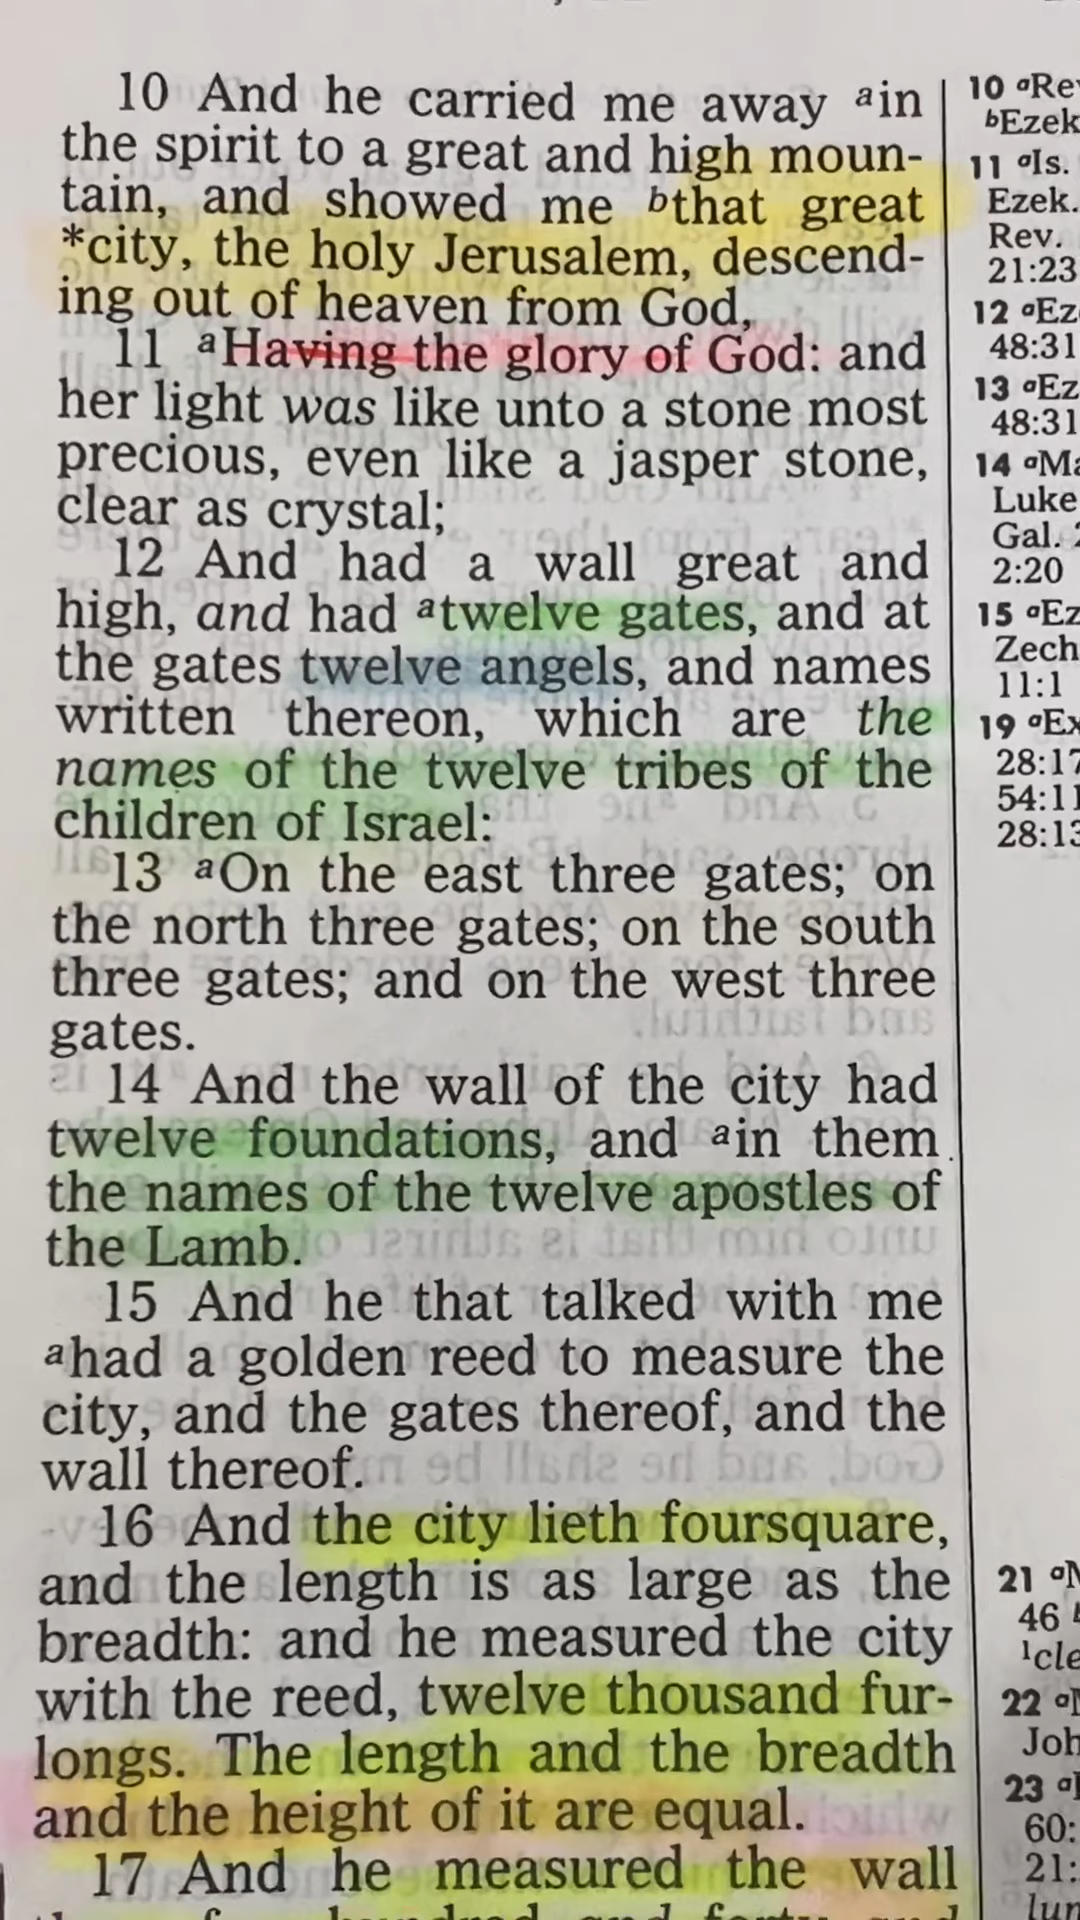 10 And he carried me away ain
the spirit to a great and high moun-
tain, and showed me bthat great
*city, the holy Jerusalem, descend-
ing out of heaven from God,
11 aHaving the glory of God: and
her light was like unto a stone most
precious, even like a jasper stone,
clear as crystal;
12 And had a wall great and
high, and had atwelve gates, and at
the gates twelve angels, and names
written thereon, which are the
names of the twelve tribes of the
children of Israel:
13 aOn the east three gates; on
the north three gates; on the south
three gates; and on the west three
gates.
14 And the wall of the city had
twelve foundations, and ain them
the names of the twelve apostles of
the Lamb.
15 And he that talked with me
ahad a golden reed to measure the
city, and the gates thereof, and the
wall thereof.
16 And the city lieth foursquare,
and the length is as large as the
breadth: and he measured the city
with the reed, twelve thousand fur-
longs. The length and the breadth
and the height of it are equal.
17 And he measured the wall
10 aRev
bEzek
11 aIs.
Ezek.
Rev.
21:23
12 aEz
48:31
13 aEz
48:31
14 aMa
Luke
Gal. 2
2:20
15 aEz
Zech
11:1
19 aEx
28:17
54:11
28:13
21 aM
46
1cle
22 a
Joh
23 a
60:
21:
lum